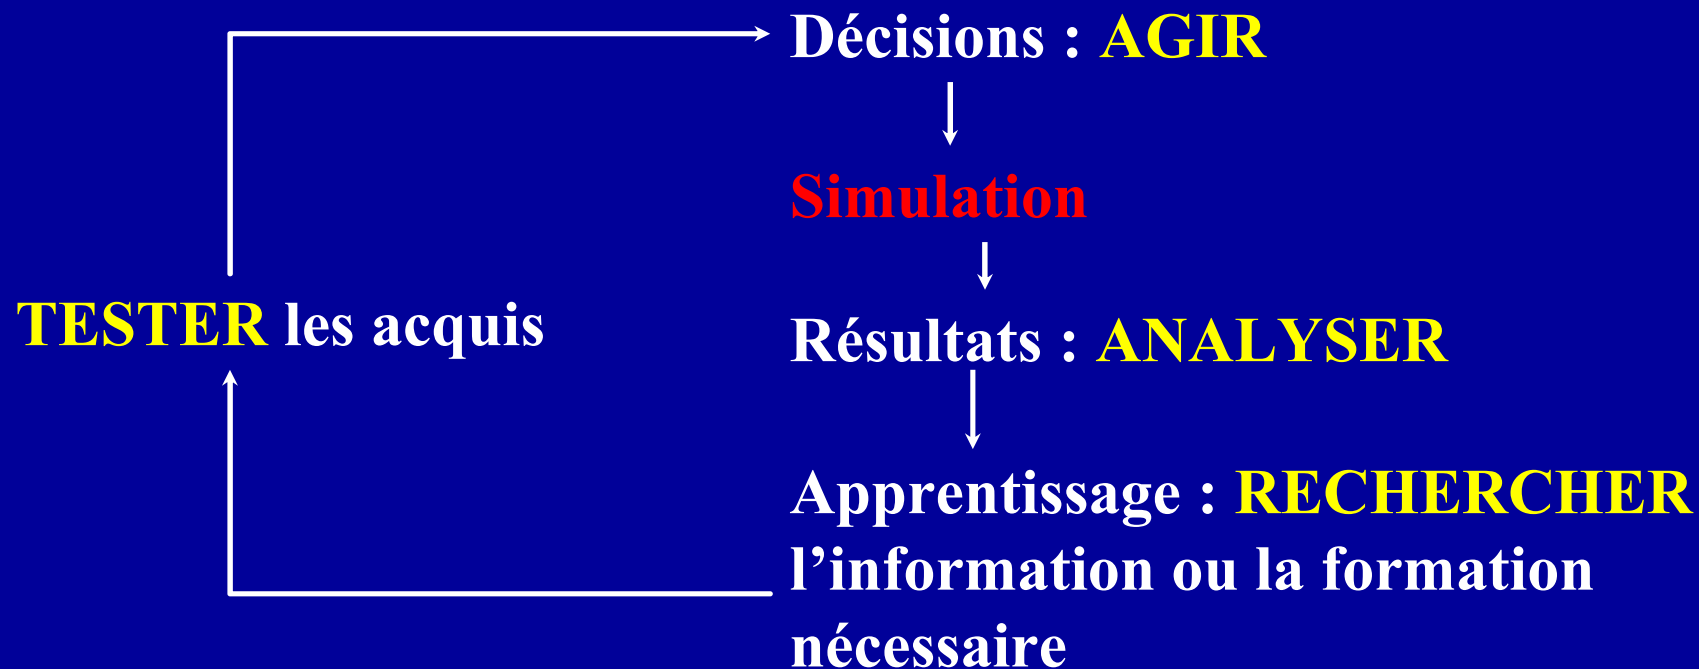 Décisions : AGIR
Simulation
TESTER les acquis
Résultats : ANALYSER
Apprentissage : RECHERCHER
l’information ou la formation
nécessaire